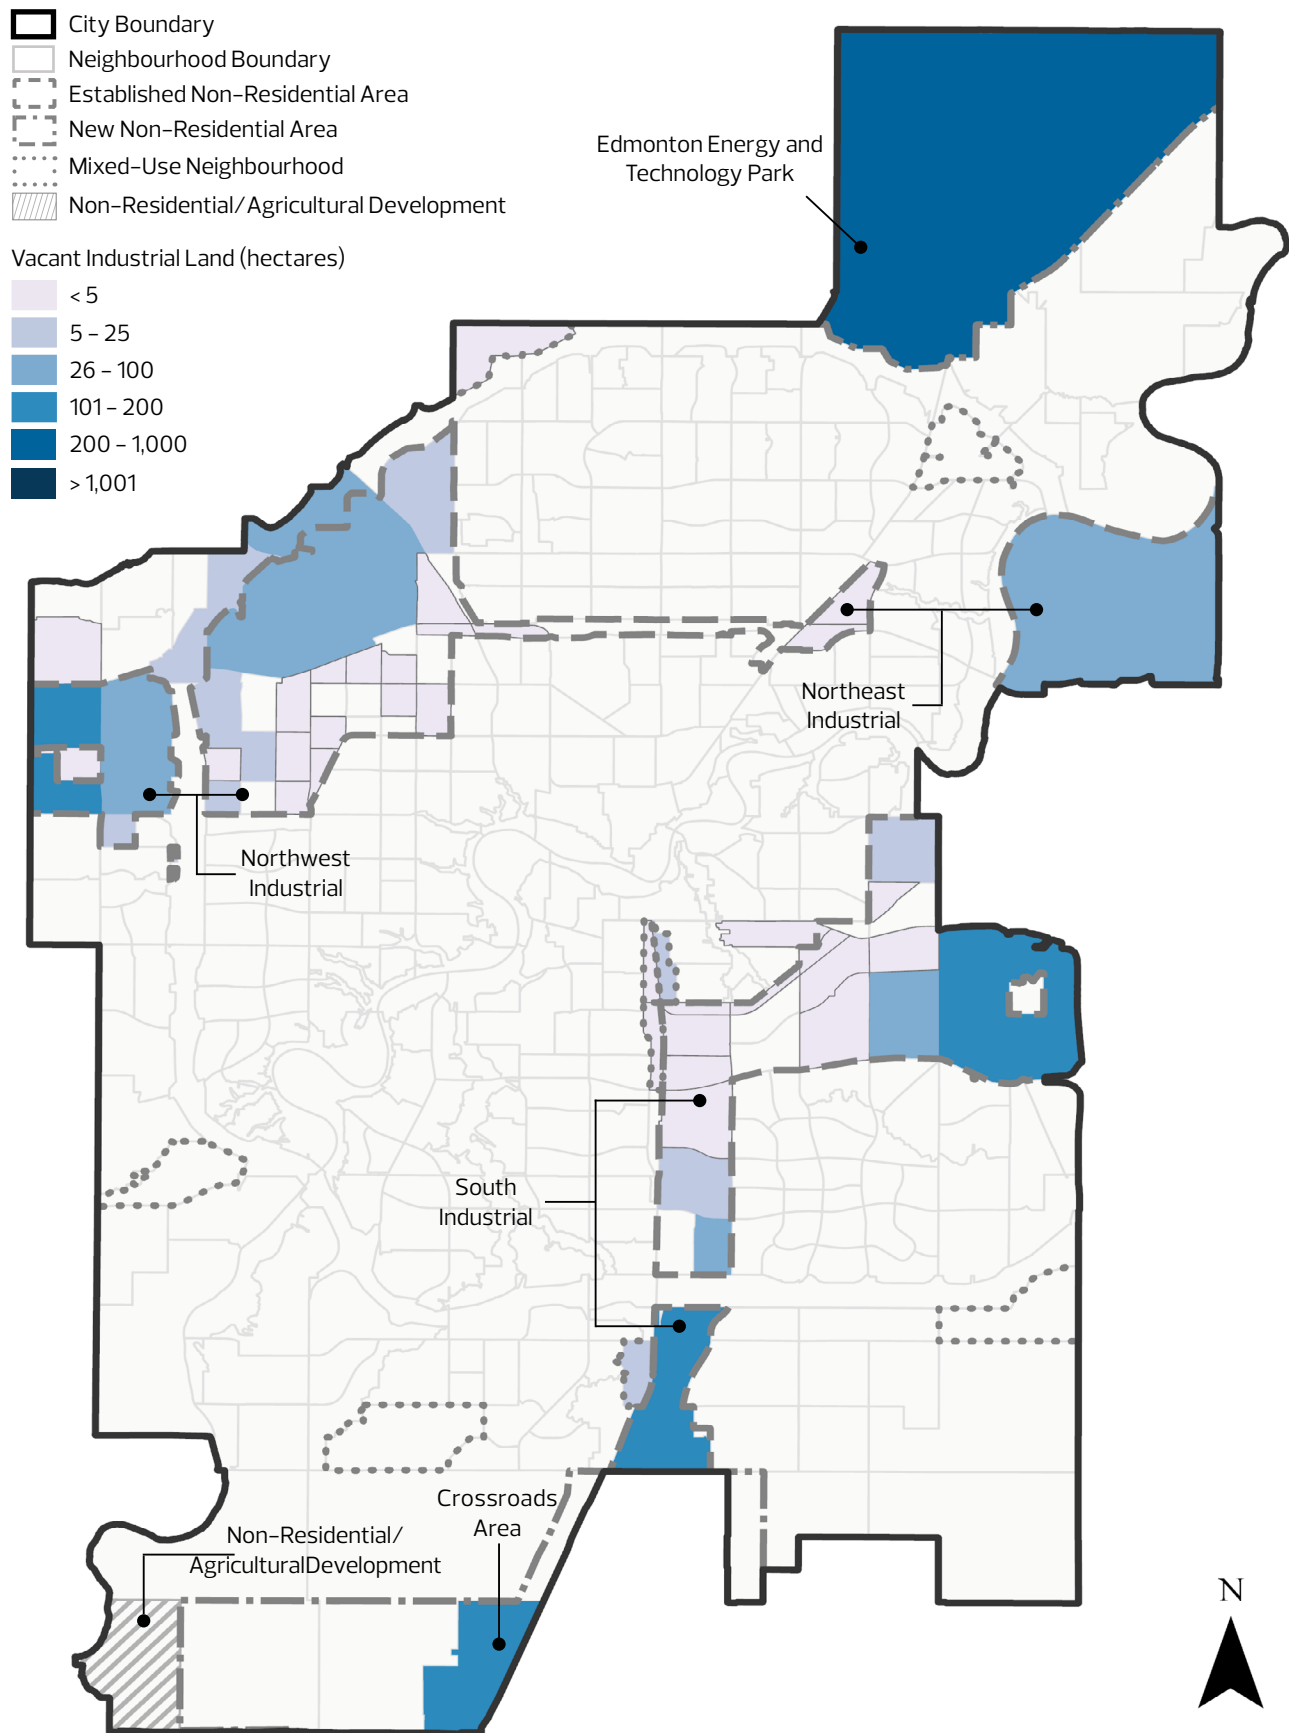 City Boundary
Neighbourhood Boundary
Established Non-Residential Area
New Non-Residential Area
Mixed-Use Neighbourhood
Non-Residential/Agricultural Development
Vacant Industrial Land (hectares)
< 5
5 - 25
26 - 100
101 - 200
200 - 1,000
> 1,001
Edmonton Energy and
Technology Park
Northeast
Industrial
Northwest
Industrial
South
Industrial
Crossroads
Area
Non-Residential/
AgriculturalDevelopment
N